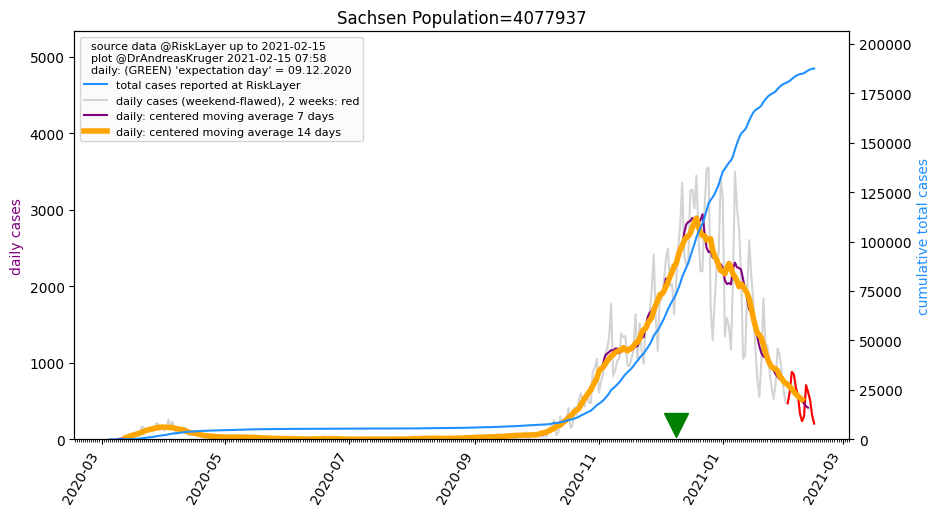 Sachsen Population=4077937
source data @RiskLayer up to 2021-02-15
plot @DrAndreasKruger 2021-02-15 07:58
daily: (GREEN) 'expectation day' = 09.12.2020
total cases reported at RiskLayer
daily cases (weekend-flawed), 2 weeks: red
daily: centered moving average 7 days
daily: centered moving average 14 days
daily cases
5000
4000
3000
2000
1000
0
200000
175000
150000
125000
100000
75000
50000
25000
0
cumulative total cases
2020-03
2020-05
2020-07
2020-09
2020-11
2021-01
2021-03